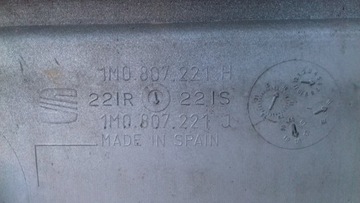 1M0.807.221 H
221R 221S
1M0.807.221 J
MADE IN SPAIN